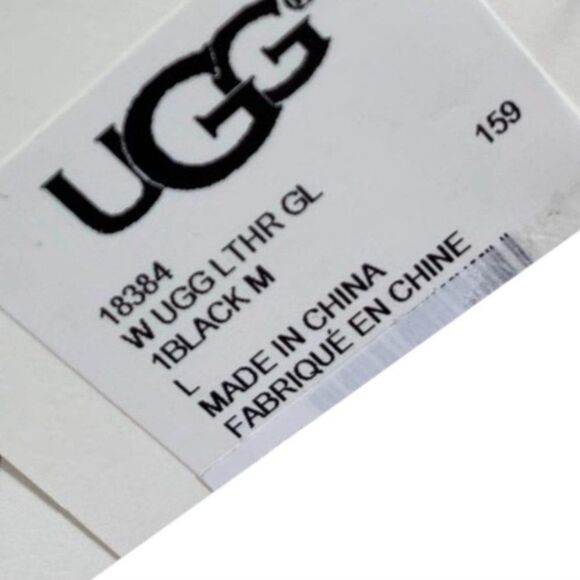 UGG®
159
18384
W UGG LTHR GL
1BLACK M
L
MADE IN CHINA
FABRIQUÉ EN CHINE